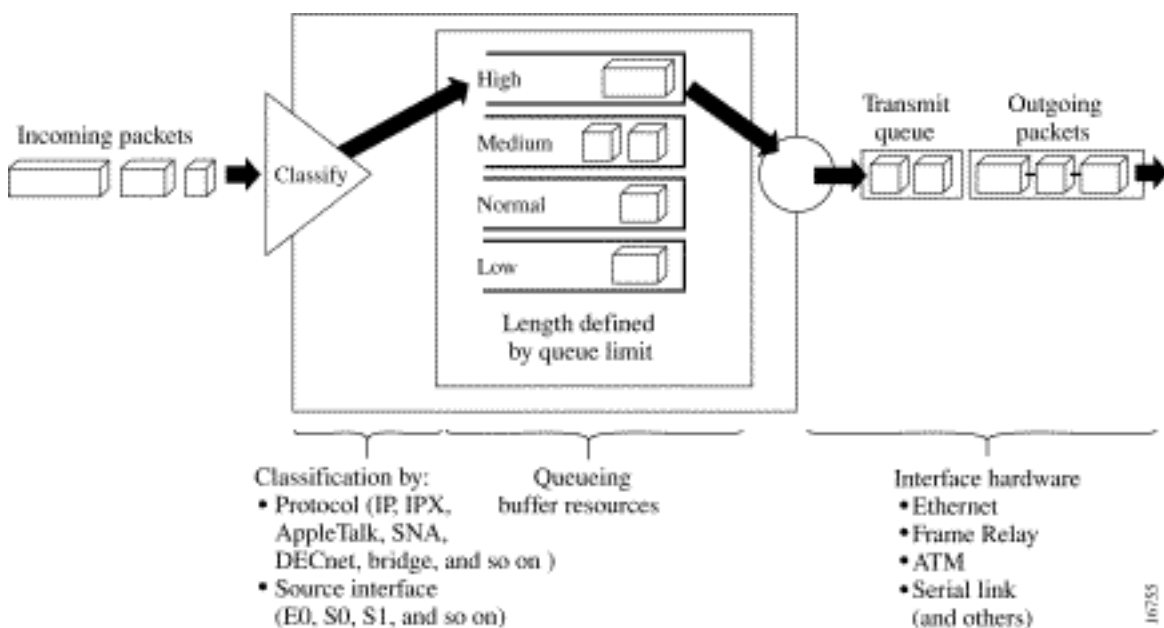 Incoming packets
Classify
High
Medium
Normal
Low
Length defined
by queue limit
Transmit
queue
Outgoing
packets
Classification by:
• Protocol (IP, IPX,
AppleTalk, SNA,
DECnet, bridge, and so on )
• Source interface
(E0, S0, S1, and so on)
Queueing
buffer resources
Interface hardware
• Ethernet
• Frame Relay
• ATM
• Serial link
(and others)
16755